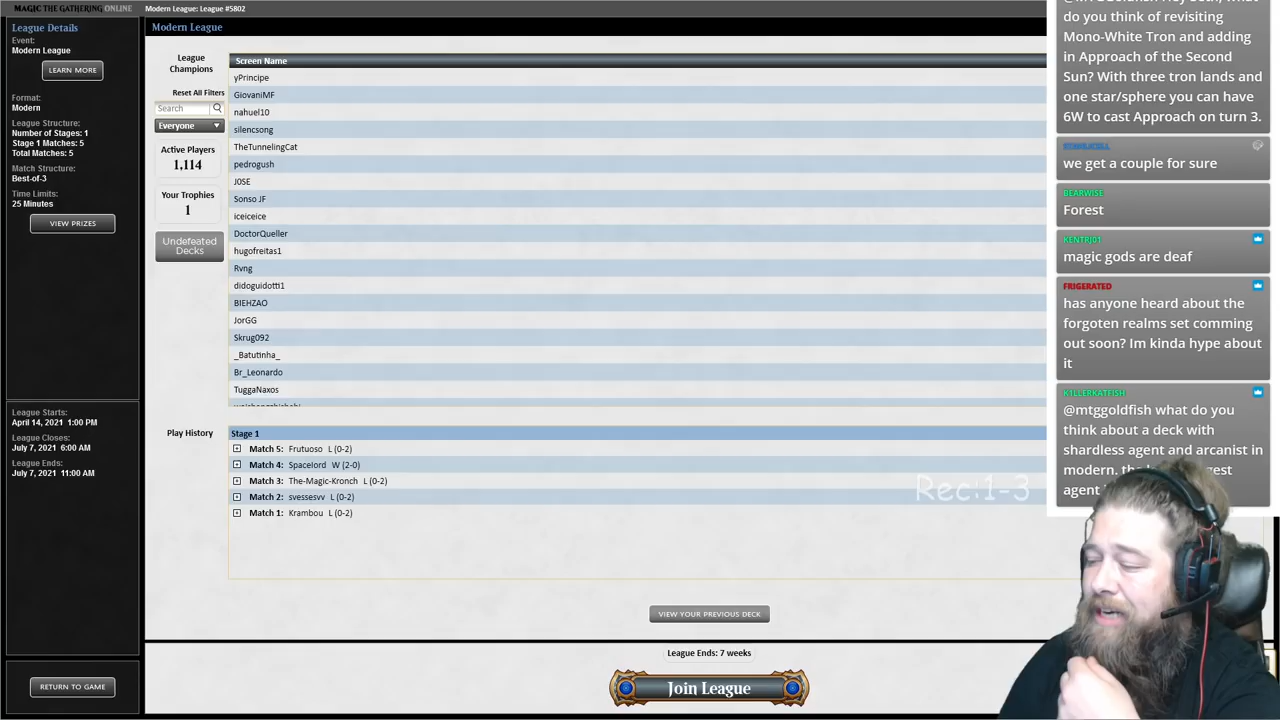 MAGIC THE GATHERING ONLINE
Modern League: League #5802
League Details
Event:
Modern League
LEARN MORE
Format:
Modern
League Structure:
Number of Stages: 1
Stage 1 Matches: 5
Total Matches: 5
Match Structure:
Best-of-3
Time Limits:
25 Minutes
VIEW PRIZES
League Starts:
April 14, 2021 1:00 PM
League Closes:
July 7, 2021 6:00 AM
League Ends:
July 7, 2021 11:00 AM
RETURN TO GAME
Modern League
League
Champions
Reset All Filters
Search
Everyone
Active Players
1,114
Your Trophies
1
Undefeated
Decks
Screen Name
yPrincipe
GiovaniMF
nahuel10
silencsong
TheTunnelingCat
pedrogush
J0SE
Sonso JF
iceiceice
DoctorQueller
hugofreitas1
Rvng
didoguidotti1
BIEHZAO
JorGG
Skrug092
_Batutinha_
Br_Leonardo
TuggaNaxos
Play History
Stage 1
Match 5: Frutuoso L (0-2)
Match 4: Spacelord W (2-0)
Match 3: The-Magic-Kronch L (0-2)
Match 2: svessesvv L (0-2)
Match 1: Krambou L (0-2)
Rec:1-3
VIEW YOUR PREVIOUS DECK
League Ends: 7 weeks
Join League
do you think of revisiting
Mono-White Tron and adding
in Approach of the Second
Sun? With three tron lands and
one star/sphere you can have
6W to cast Approach on turn 3.
we get a couple for sure
BEARWISE
Forest
KENTRJ01
magic gods are deaf
FRIGERATED
has anyone heard about the
forgoten realms set comming
out soon? Im kinda hype about
it
K1LLERKATFISH
@mtggoldfish what do you
think about a deck with
shardless agent and arcanist in
modern.
agent